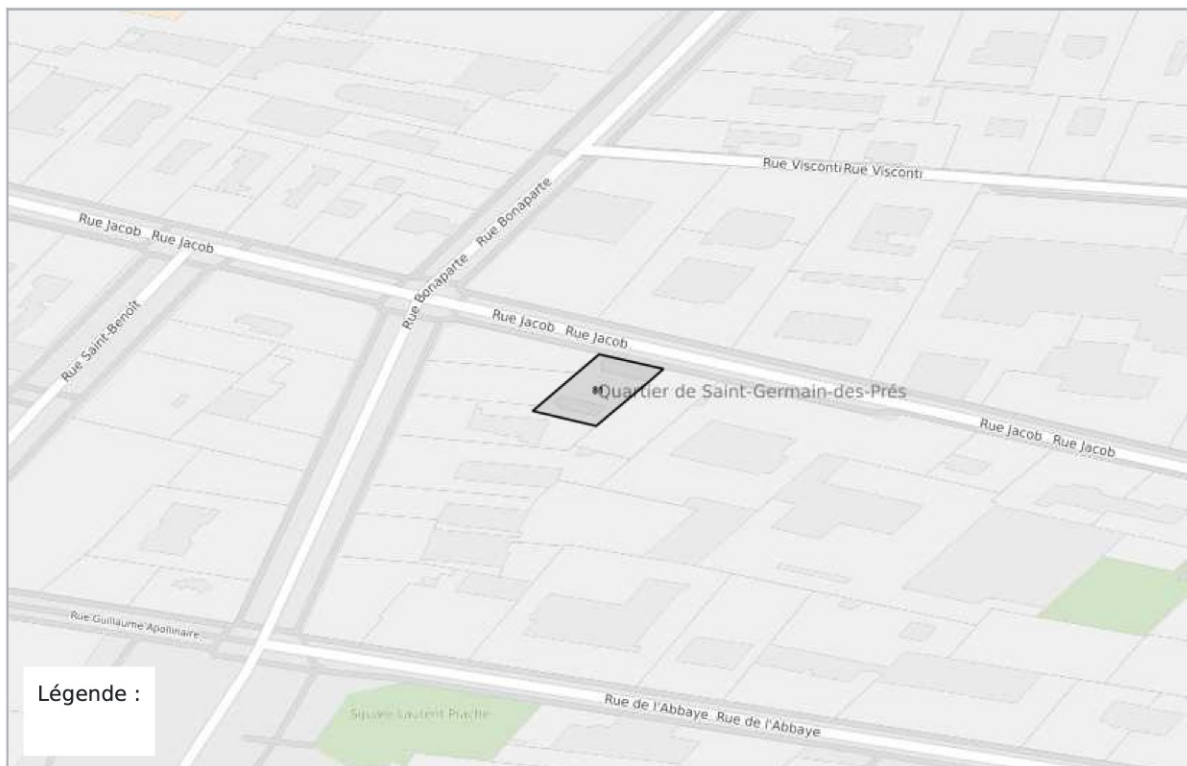 Rue Bonaparte
Rue Visconti Rue Visconti
Rue Jacob Rue Jacob
Rue Bonaparte
Rue Saint-Benoît
Rue Jacob Rue Jacob
Quartier de Saint-Germain-des-Prés
Rue Jacob Rue Jacob
Rue Guillaume Apollinaire
Légende :
Square Laurent Prache
Rue de l'Abbaye Rue de l'Abbaye